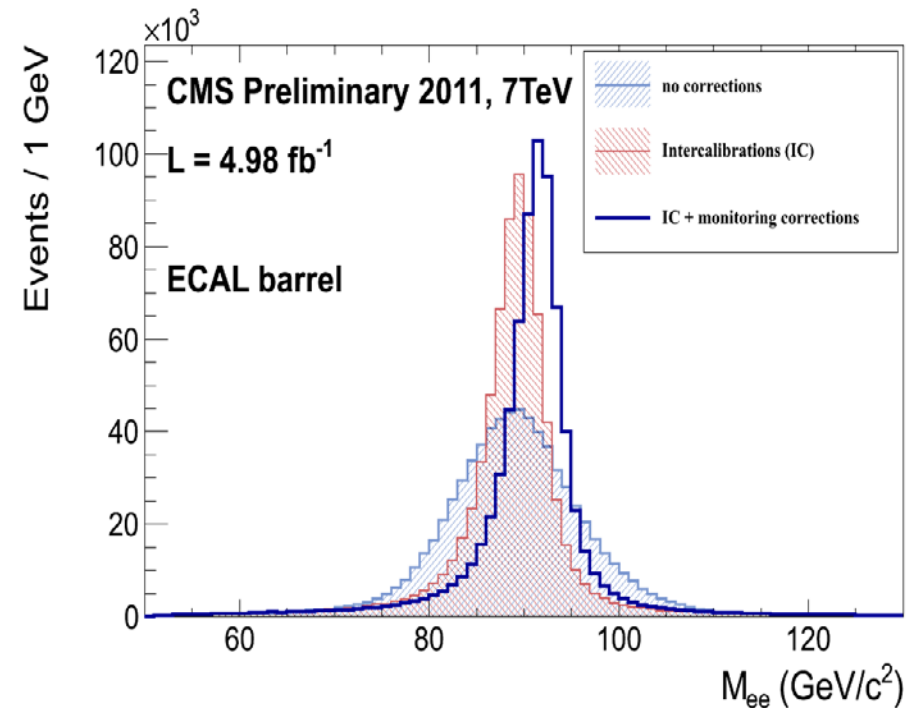 ×10³
Events / 1 GeV
120
100
80
60
40
20
0
CMS Preliminary 2011, 7TeV
L = 4.98 fb⁻¹
ECAL barrel
no corrections
Intercalibrations (IC)
IC + monitoring corrections
60 80 100 120
Mₑₑ (GeV/c²)